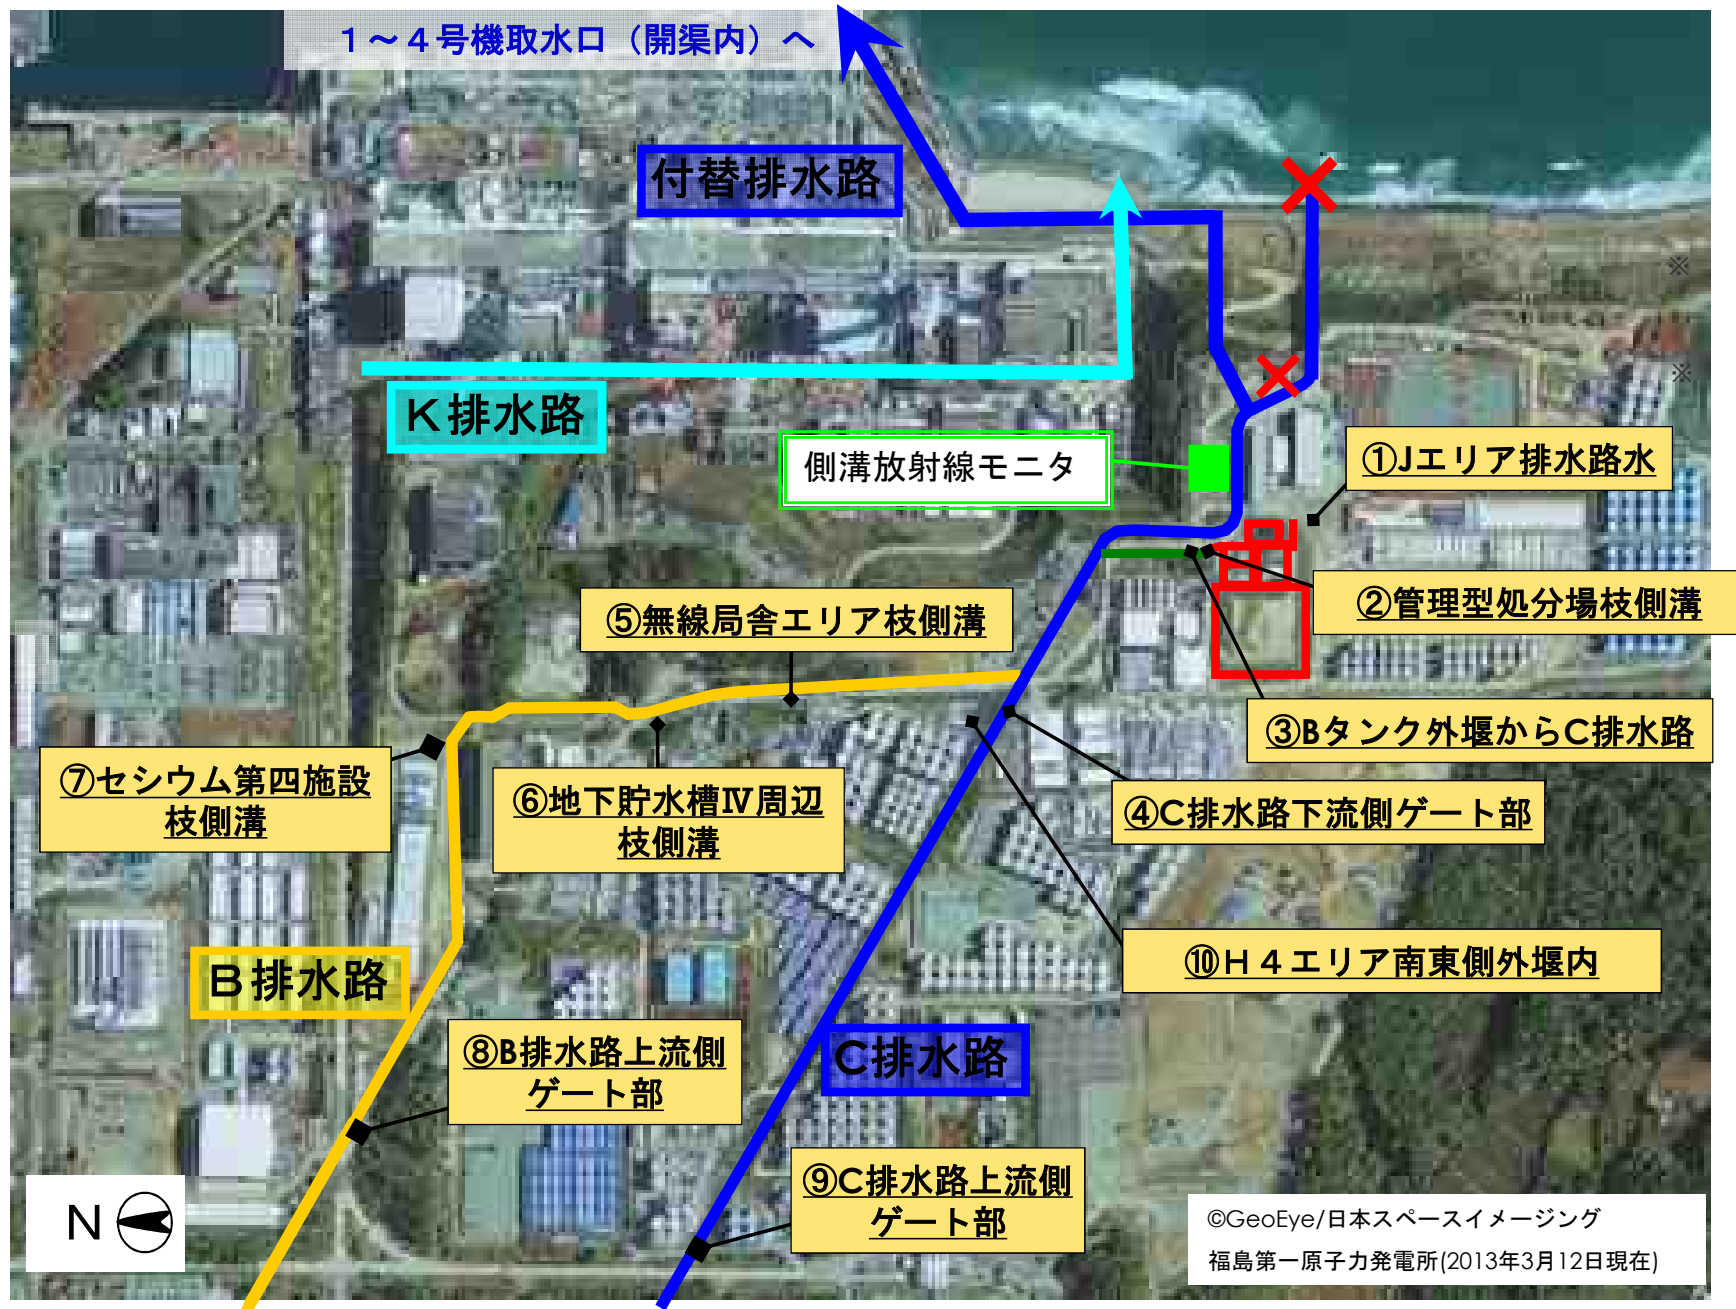 1～4号機取水口（開渠内）へ
付替排水路
※
※
K排水路
側溝放射線モニタ
①Jエリア排水路水
②管理型処分場枝側溝
⑤無線局舎エリア枝側溝
③Bタンク外堰からC排水路
⑦セシウム第四施設
枝側溝
⑥地下貯水槽Ⅳ周辺
枝側溝
④C排水路下流側ゲート部
⑩H4エリア南東側外堰内
B排水路
⑧B排水路上流側
ゲート部
C排水路
⑨C排水路上流側
ゲート部
N
©GeoEye/日本スペースイメージング
福島第一原子力発電所(2013年3月12日現在)